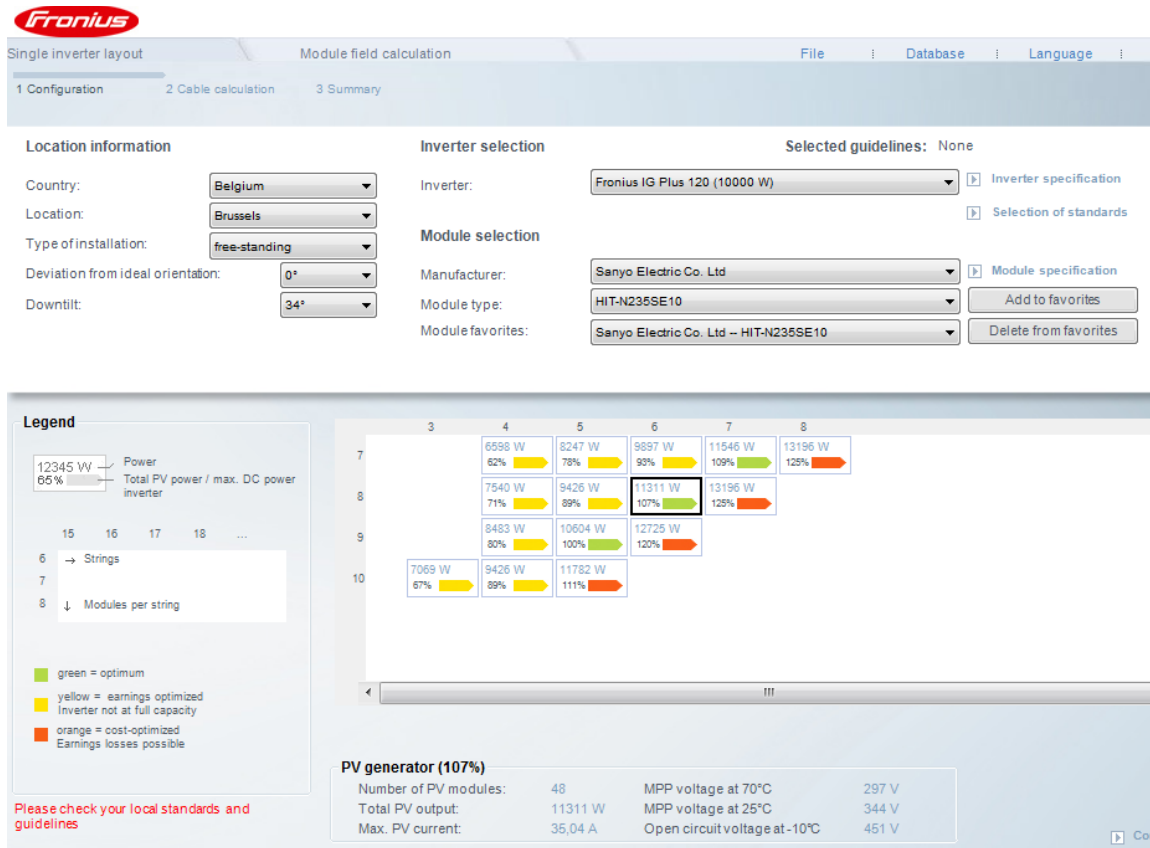 Fronius
Single inverter layout Module field calculation File Database Language
1 Configuration 2 Cable calculation 3 Summary
Location information
Country: Belgium
Location: Brussels
Type of installation: free-standing
Deviation from ideal orientation: 0°
Downtilt: 34°
Inverter selection Selected guidelines: None
Inverter: Fronius IG Plus 120 (10000 W) Inverter specification
Selection of standards
Module selection
Manufacturer: Sanyo Electric Co. Ltd Module specification
Module type: HIT-N235SE10 Add to favorites
Module favorites: Sanyo Electric Co. Ltd -- HIT-N235SE10 Delete from favorites
Legend
12345 W Power
65% Total PV power / max. DC power
inverter
15 16 17 18 ...
6 → Strings
7
8 ↓ Modules per string
green = optimum
yellow = earnings optimized
Inverter not at full capacity
orange = cost-optimized
Earnings losses possible
Please check your local standards and
guidelines
3 4 5 6 7 8
7 6598 W 8247 W 9897 W 11546 W 13196 W
62% 78% 93% 109% 125%
8 7540 W 9426 W 11311 W 13196 W
71% 89% 107% 125%
9 8483 W 10604 W 12725 W
80% 100% 120%
10 7069 W 9426 W 11782 W
67% 89% 111%
PV generator (107%)
Number of PV modules: 48 MPP voltage at 70°C 297 V
Total PV output: 11311 W MPP voltage at 25°C 344 V
Max. PV current: 35,04 A Open circuit voltage at -10°C 451 V
Co